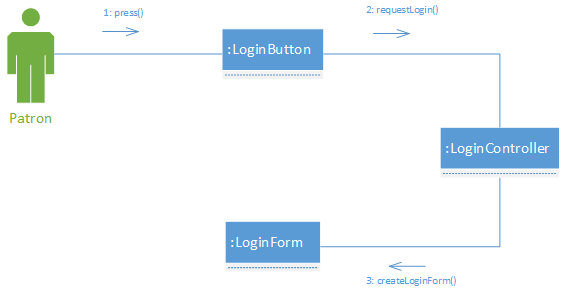 1: press()
2: requestLogin()
:LoginButton
Patron
:LoginController
:LoginForm
3: createLoginForm()